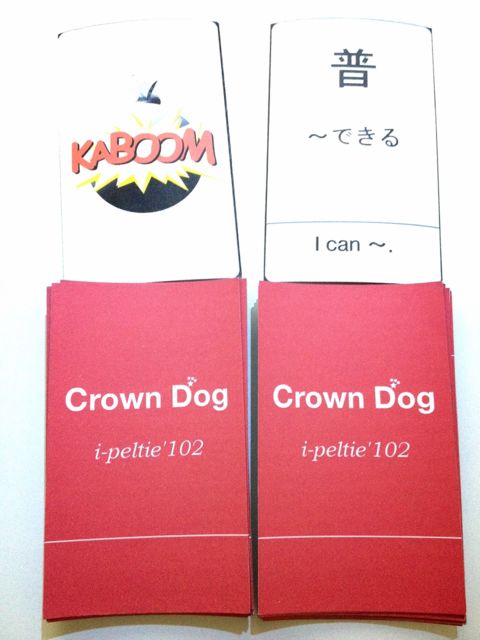 KABOOM
普
～できる
I can ～.
Crown Dog
i-peltie'102
Crown Dog
i-peltie'102